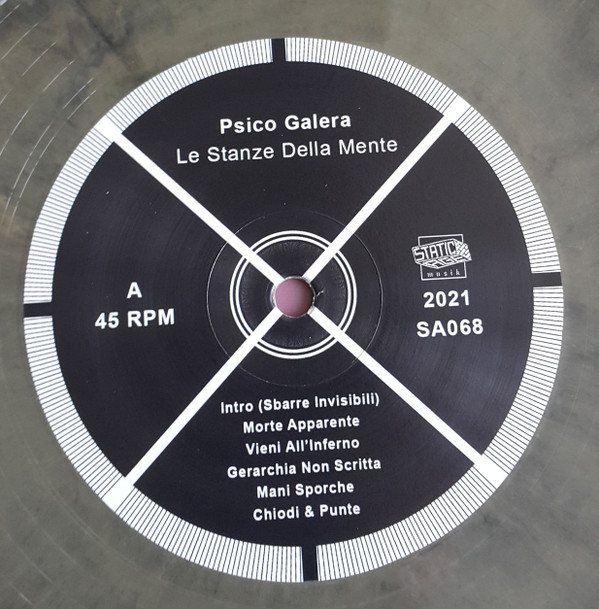 Psico Galera
Le Stanze Della Mente
A
45 RPM
STATIC
AGE
musik
2021
SA068
Intro (Sbarre Invisibili)
Morte Apparente
Vieni All'Inferno
Gerarchia Non Scritta
Mani Sporche
Chiodi & Punte